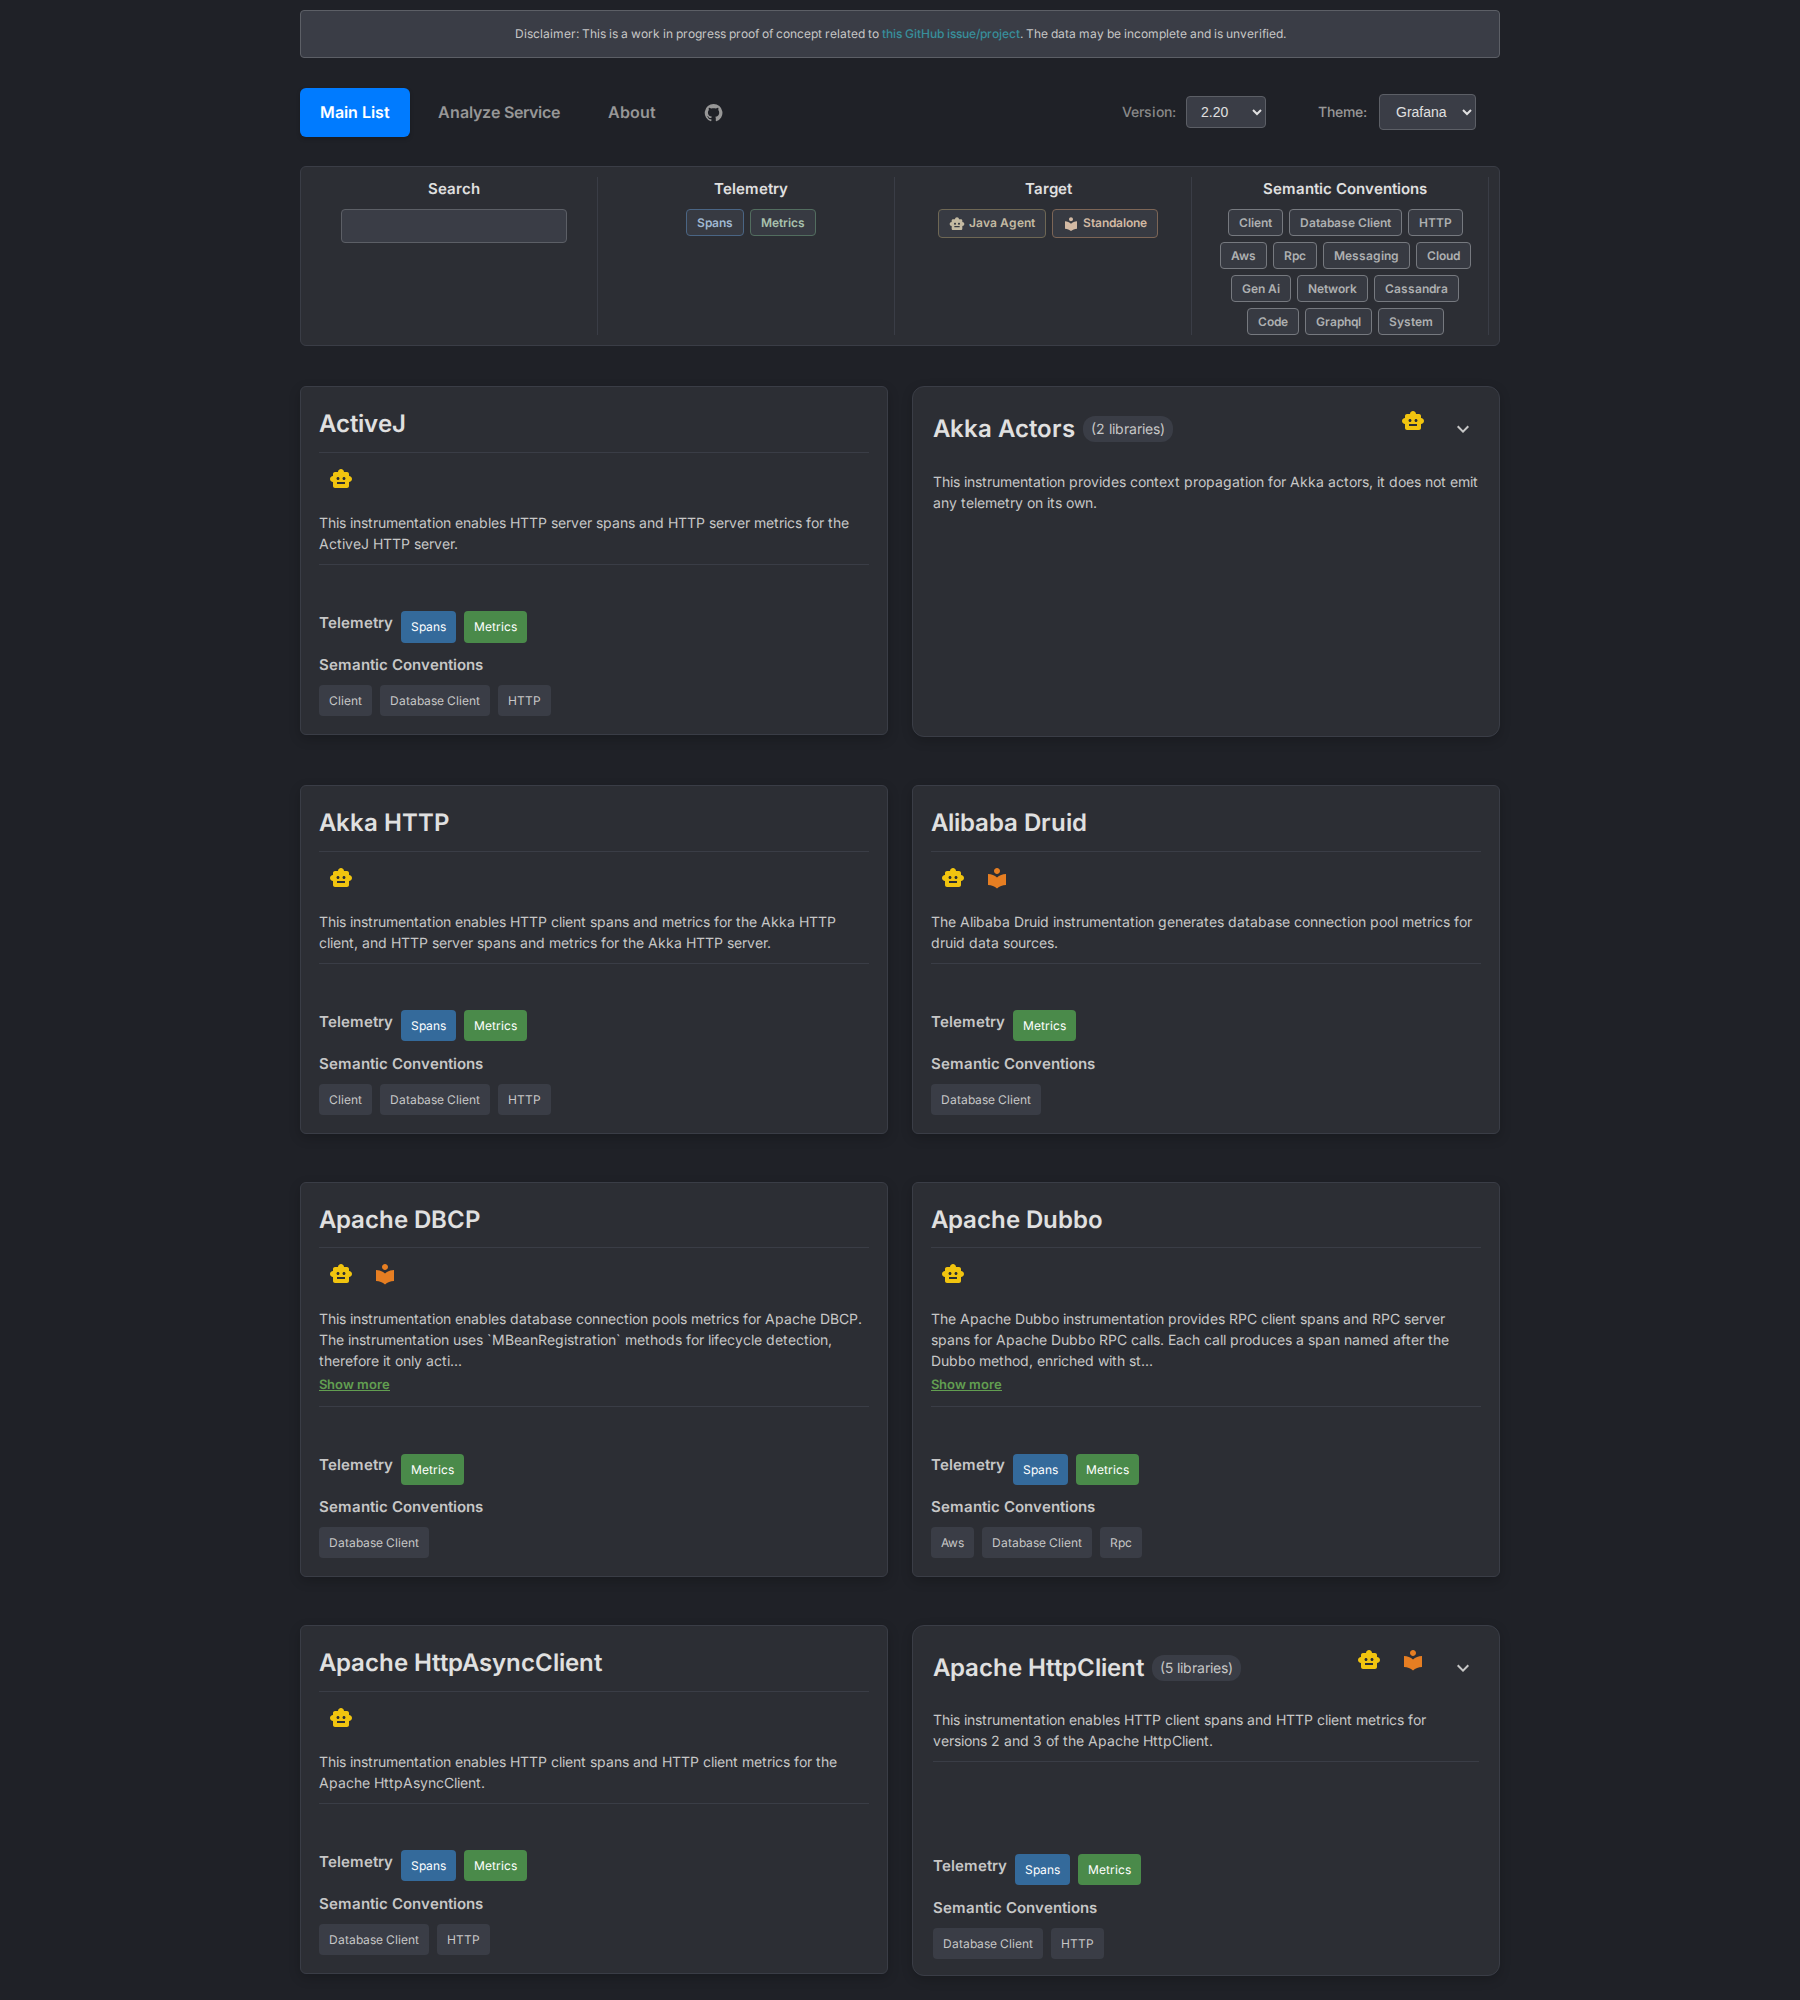 Disclaimer: This is a work in progress proof of concept related to this GitHub issue/project. The data may be incomplete and is unverified.
Main List
Analyze Service
About
Version:
2.20
Theme:
Grafana
Search
Telemetry
Spans
Metrics
Target
Java Agent
Standalone
Semantic Conventions
Client
Database Client
HTTP
Aws
Rpc
Messaging
Cloud
Gen Ai
Network
Cassandra
Code
Graphql
System
ActiveJ
This instrumentation enables HTTP server spans and HTTP server metrics for the
ActiveJ HTTP server.
Telemetry
Spans
Metrics
Semantic Conventions
Client
Database Client
HTTP
Akka Actors
(2 libraries)
This instrumentation provides context propagation for Akka actors, it does not emit
any telemetry on its own.
Akka HTTP
This instrumentation enables HTTP client spans and metrics for the Akka HTTP
client, and HTTP server spans and metrics for the Akka HTTP server.
Telemetry
Spans
Metrics
Semantic Conventions
Client
Database Client
HTTP
Alibaba Druid
The Alibaba Druid instrumentation generates database connection pool metrics for
druid data sources.
Telemetry
Metrics
Semantic Conventions
Database Client
Apache DBCP
This instrumentation enables database connection pools metrics for Apache DBCP.
The instrumentation uses `MBeanRegistration` methods for lifecycle detection,
therefore it only acti...
Show more
Telemetry
Metrics
Semantic Conventions
Database Client
Apache Dubbo
The Apache Dubbo instrumentation provides RPC client spans and RPC server
spans for Apache Dubbo RPC calls. Each call produces a span named after the
Dubbo method, enriched with st...
Show more
Telemetry
Spans
Metrics
Semantic Conventions
Aws
Database Client
Rpc
Apache HttpAsyncClient
This instrumentation enables HTTP client spans and HTTP client metrics for the
Apache HttpAsyncClient.
Telemetry
Spans
Metrics
Semantic Conventions
Database Client
HTTP
Apache HttpClient
(5 libraries)
This instrumentation enables HTTP client spans and HTTP client metrics for
versions 2 and 3 of the Apache HttpClient.
Telemetry
Spans
Metrics
Semantic Conventions
Database Client
HTTP